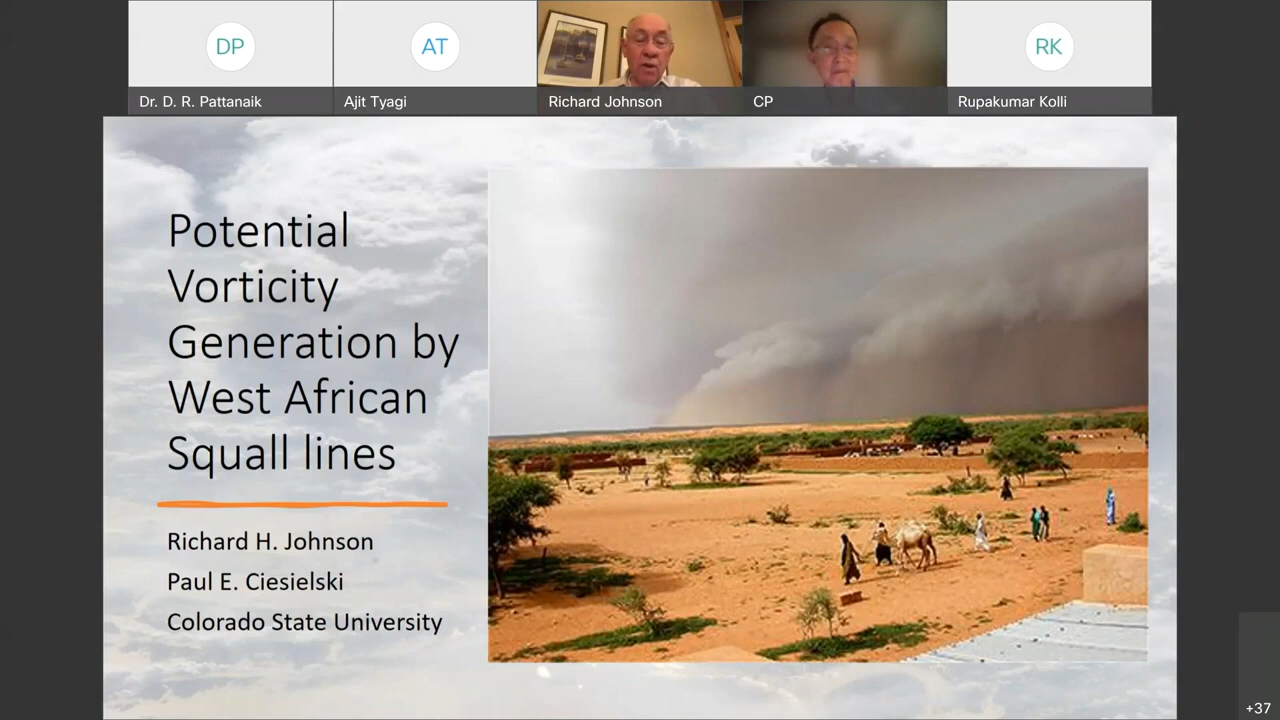 DP
AT
RK
Dr. D. R. Pattanaik
Ajit Tyagi
Richard Johnson
CP
Rupakumar Kolli
Potential
Vorticity
Generation by
West African
Squall lines
Richard H. Johnson
Paul E. Ciesielski
Colorado State University
+37